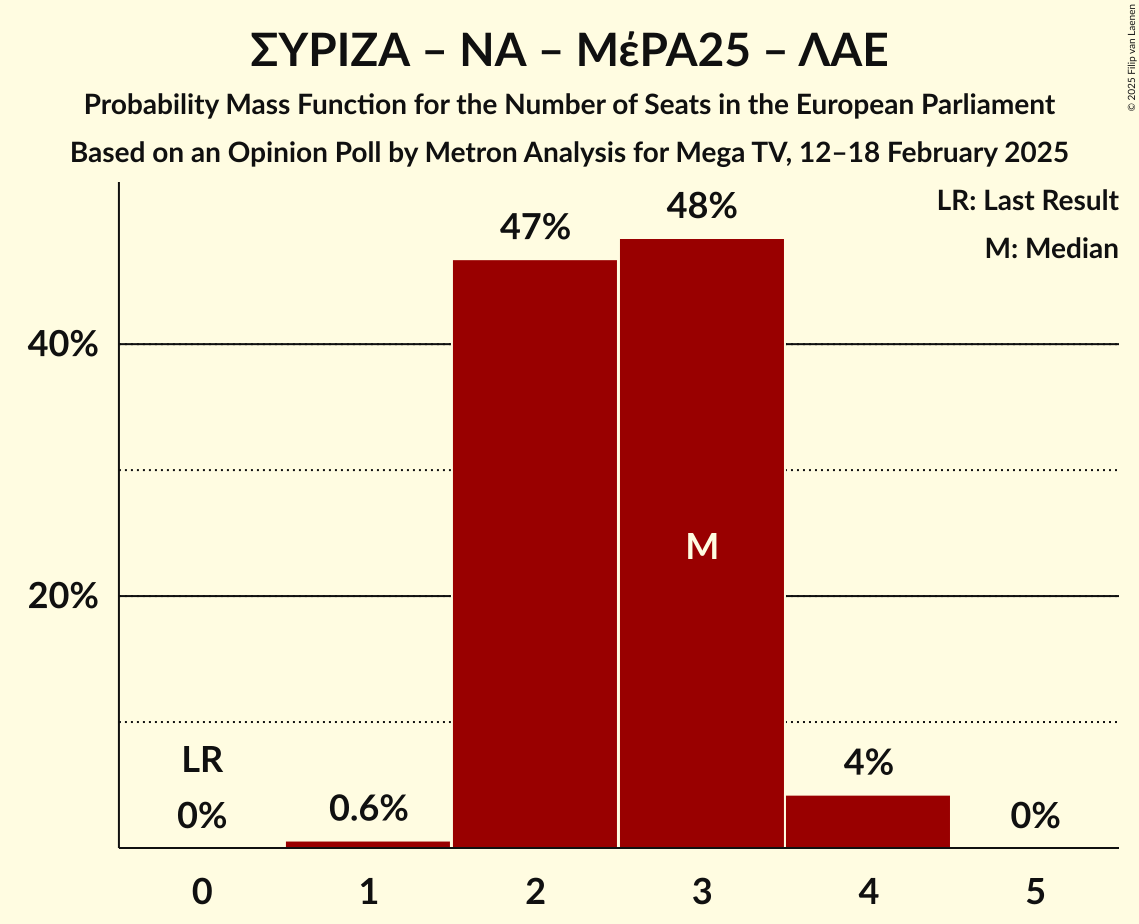 ΣΥΡΙΖΑ – ΝΑ – ΜέΡΑ25 – ΛΑΕ
Probability Mass Function for the Number of Seats in the European Parliament
Based on an Opinion Poll by Metron Analysis for Mega TV, 12–18 February 2025
© 2025 Filip van Laenen
LR: Last Result
M: Median
47%
48%
40%
M
20%
LR
0%
0.6%
4%
0%
0 1 2 3 4 5